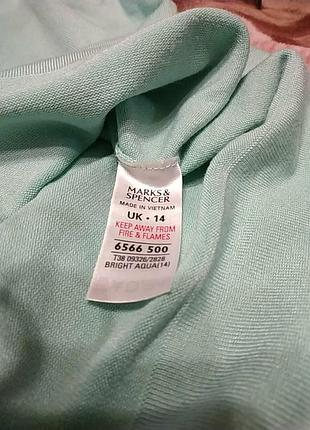 MARKS &
SPENCER
MADE IN VIETNAM
UK · 14
KEEP AWAY FROM
FIRE & FLAMES
6566 500
T38 09326/2828
BRIGHT AQUA(14)